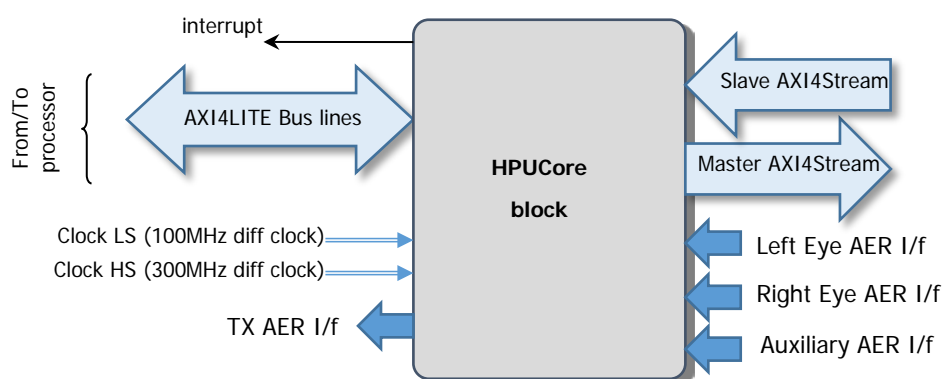 interrupt
From/To
processor
AXI4LITE Bus lines
Clock LS (100MHz diff clock)
Clock HS (300MHz diff clock)
TX AER I/f
HPUCore
block
Slave AXI4Stream
Master AXI4Stream
Left Eye AER I/f
Right Eye AER I/f
Auxiliary AER I/f